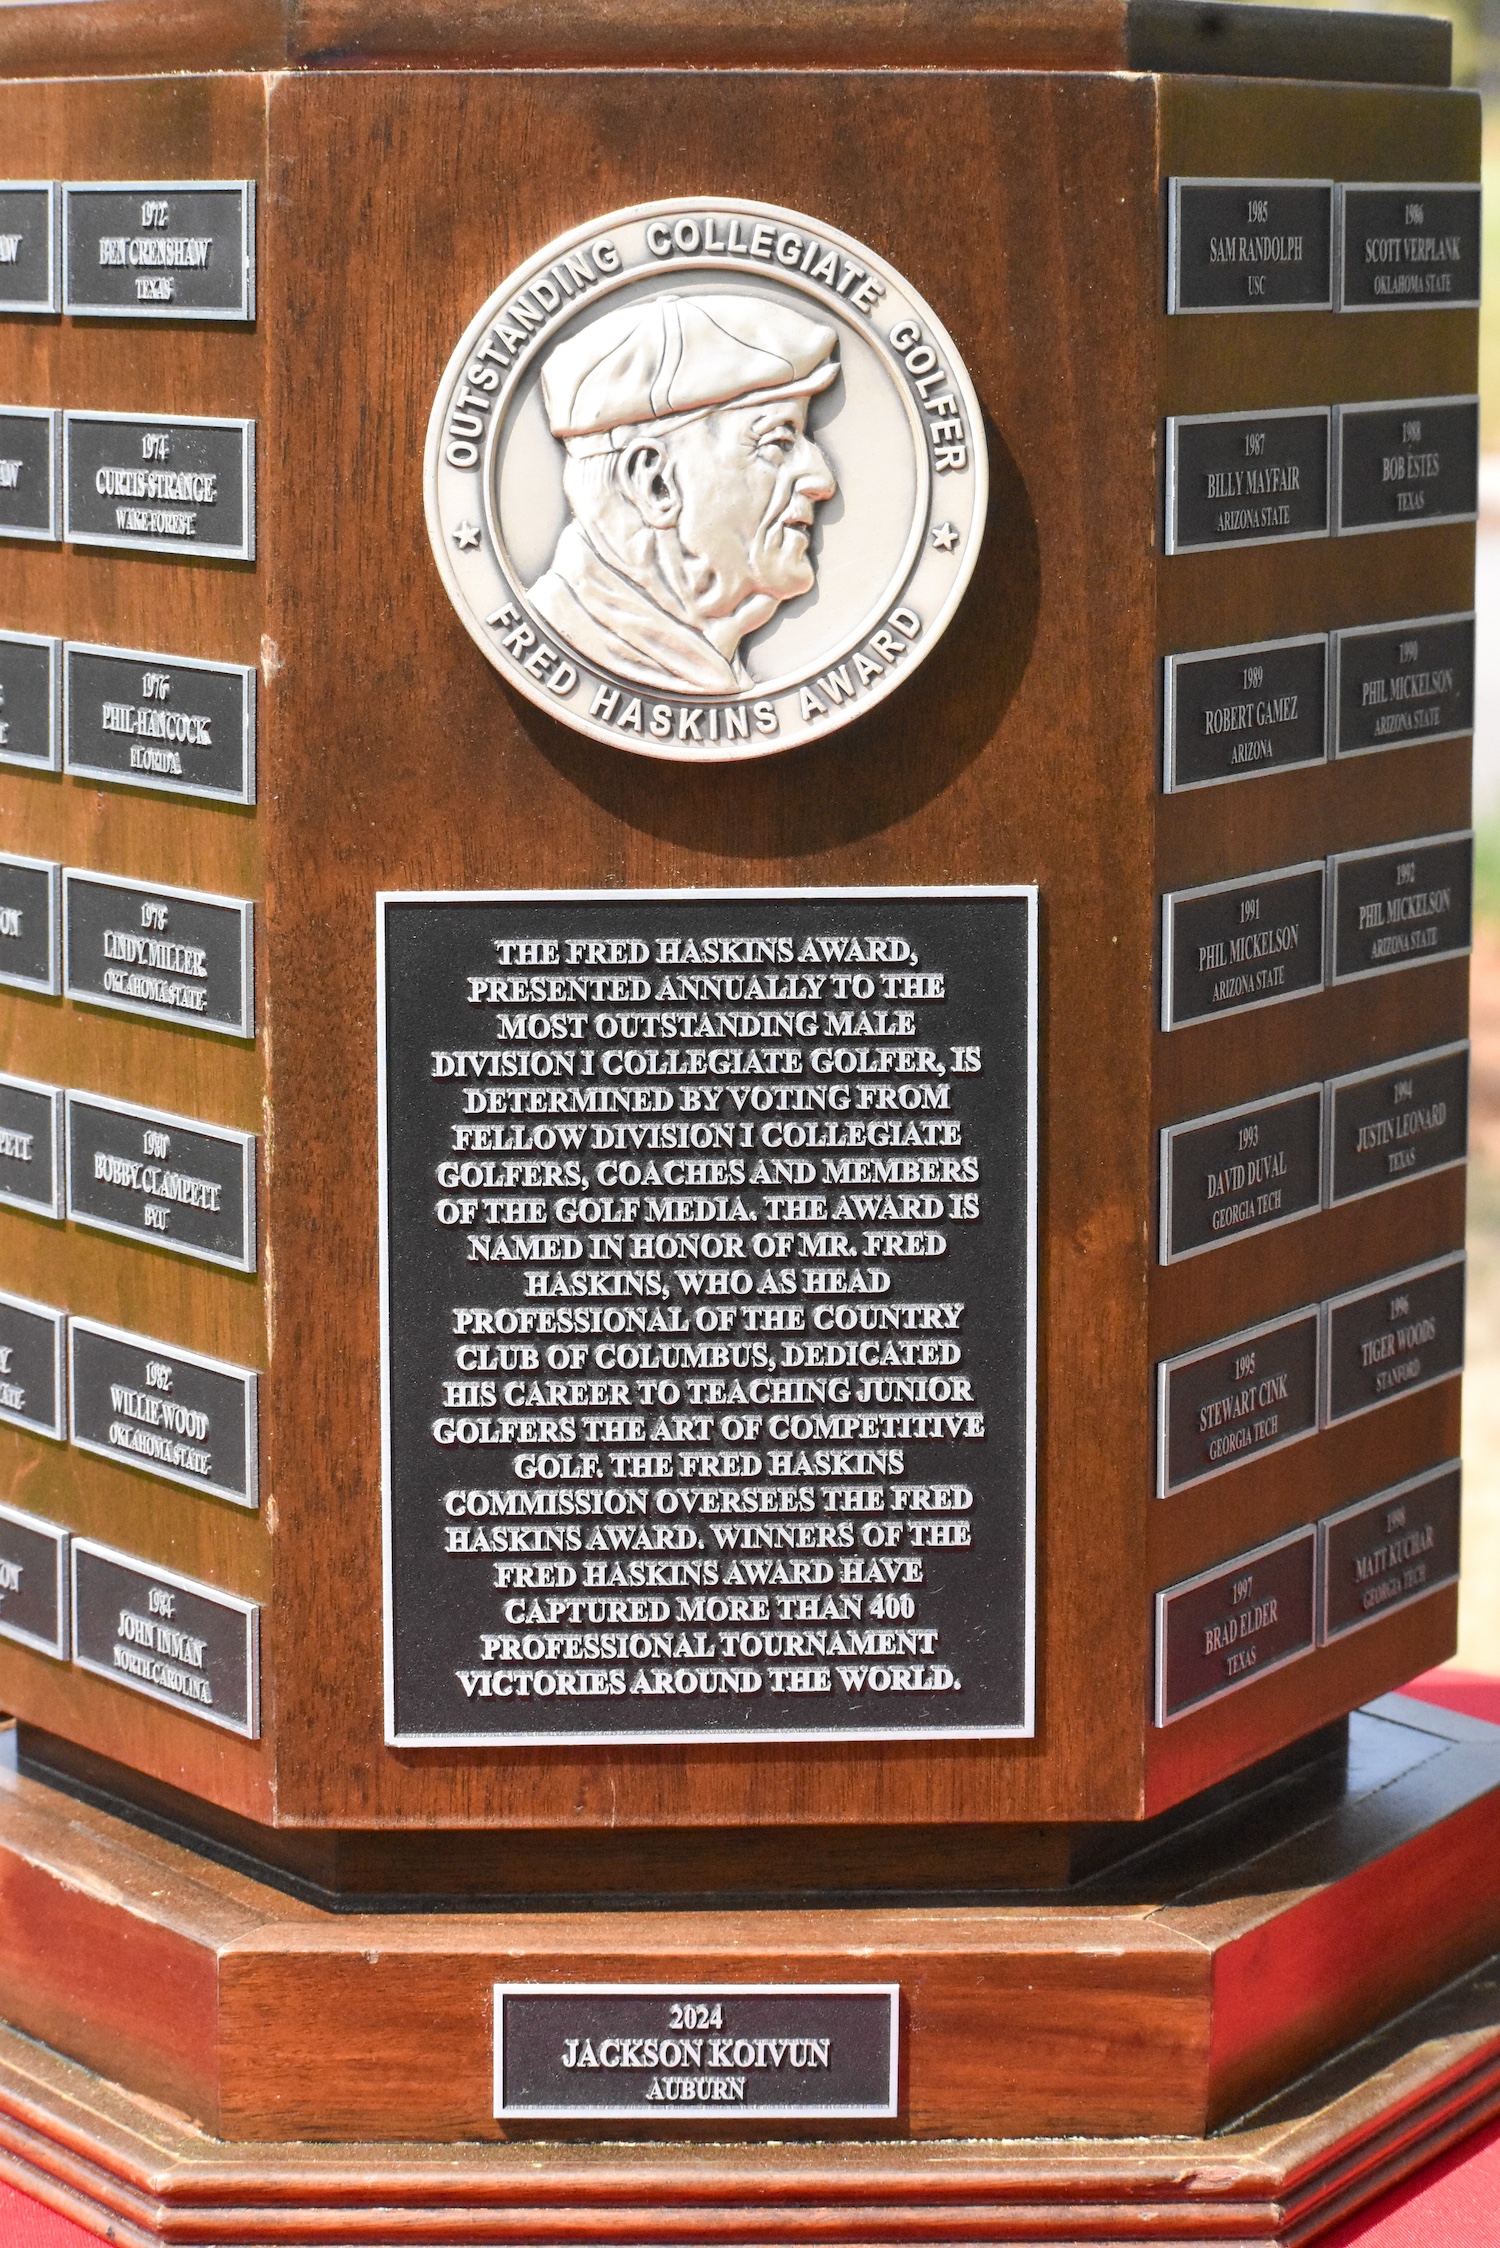 OUTSTANDING COLLEGIATE GOLFER
FRED HASKINS AWARD
THE FRED HASKINS AWARD,
PRESENTED ANNUALLY TO THE
MOST OUTSTANDING MALE
DIVISION I COLLEGIATE GOLFER, IS
DETERMINED BY VOTING FROM
FELLOW DIVISION I COLLEGIATE
GOLFERS, COACHES AND MEMBERS
OF THE GOLF MEDIA. THE AWARD IS
NAMED IN HONOR OF MR. FRED
HASKINS, WHO AS HEAD
PROFESSIONAL OF THE COUNTRY
CLUB OF COLUMBUS, DEDICATED
HIS CAREER TO TEACHING JUNIOR
GOLFERS THE ART OF COMPETITIVE
GOLF. THE FRED HASKINS
COMMISSION OVERSEES THE FRED
HASKINS AWARD. WINNERS OF THE
FRED HASKINS AWARD HAVE
CAPTURED MORE THAN 400
PROFESSIONAL TOURNAMENT
VICTORIES AROUND THE WORLD.
2024
JACKSON KOIVUN
AUBURN
1972
BEN CRENSHAW
TEXAS
1974
CURTIS STRANGE
WAKE FOREST
1976
PHIL HANCOCK
FLORIDA
1978
LINDY MILLER
OKLAHOMA STATE
1980
BOBBY CLAMPETT
BYU
1982
WILLIE WOOD
OKLAHOMA STATE
1984
JOHN INMAN
NORTH CAROLINA
1985
SAM RANDOLPH
USC
1986
SCOTT VERPLANK
OKLAHOMA STATE
1987
BILLY MAYFAIR
ARIZONA STATE
1988
BOB ESTES
TEXAS
1989
ROBERT GAMEZ
ARIZONA
1990
PHIL MICKELSON
ARIZONA STATE
1991
PHIL MICKELSON
ARIZONA STATE
1992
PHIL MICKELSON
ARIZONA STATE
1993
DAVID DUVAL
GEORGIA TECH
1994
JUSTIN LEONARD
TEXAS
1995
STEWART CINK
GEORGIA TECH
1996
TIGER WOODS
STANFORD
1997
BRAD ELDER
TEXAS
1998
MATT KUCHAR
GEORGIA TECH